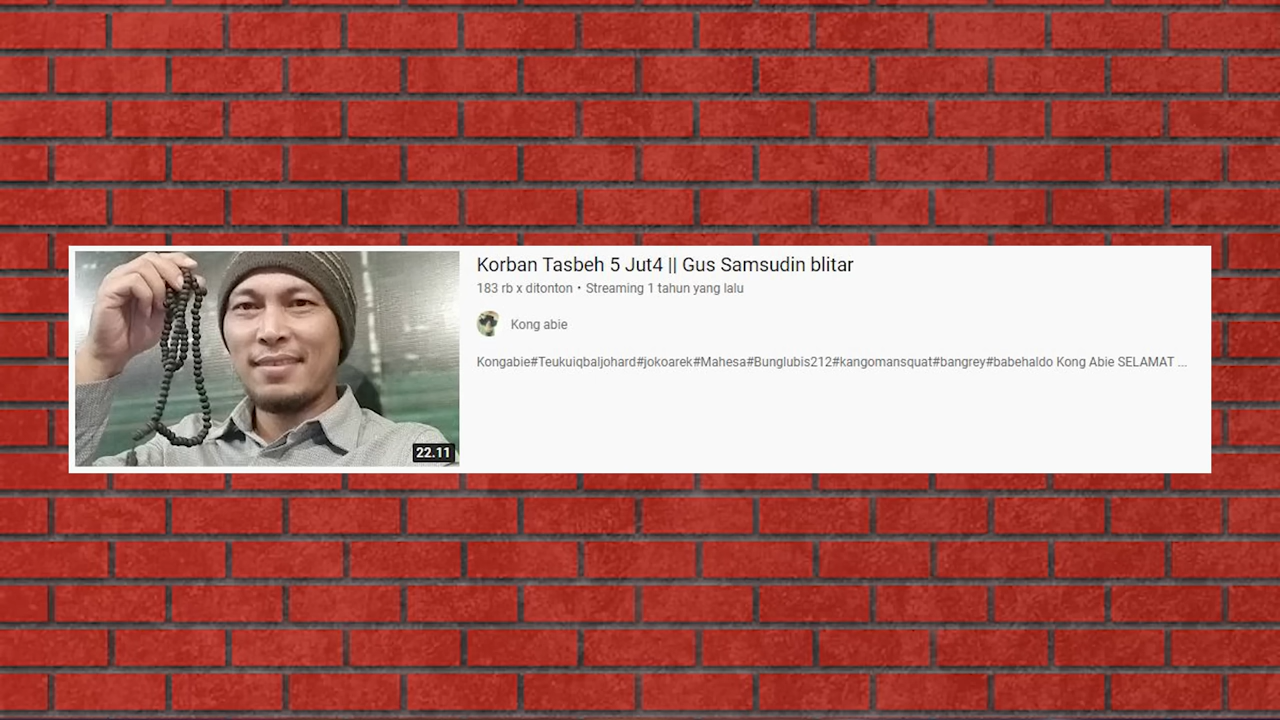 Korban Tasbeh 5 Jut4 || Gus Samsudin blitar
183 rb x ditonton • Streaming 1 tahun yang lalu
Kong abie
Kongabie#Teukuiqbaljohard#jokoarek#Mahesa#Bunglubis212#kangomansquat#bangrey#babehaldo Kong Abie SELAMAT ...
22.11